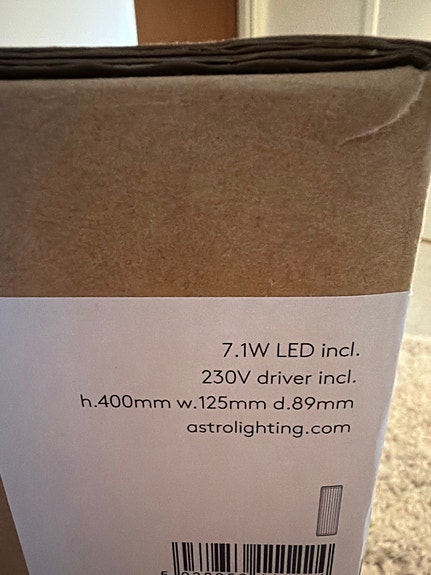 7.1W LED incl.
230V driver incl.
h.400mm w.125mm d.89mm
astrolighting.com